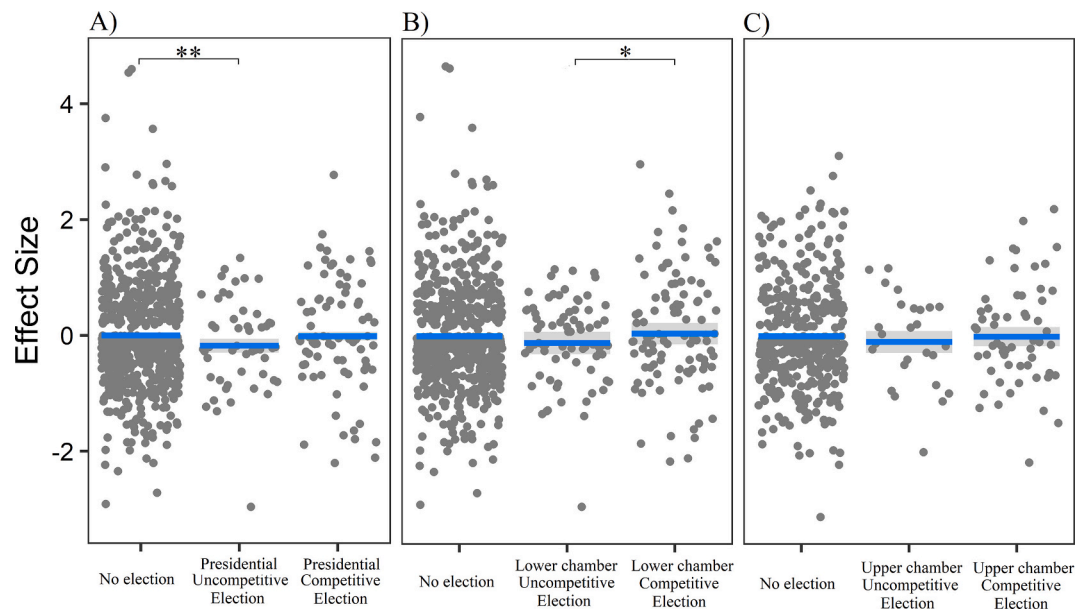 A)
B)
C)
**
*
Effect Size
4
2
0
-2
No election
Presidential
Uncompetitive
Election
Presidential
Competitive
Election
No election
Lower chamber
Uncompetitive
Election
Lower chamber
Competitive
Election
No election
Upper chamber
Uncompetitive
Election
Upper chamber
Competitive
Election